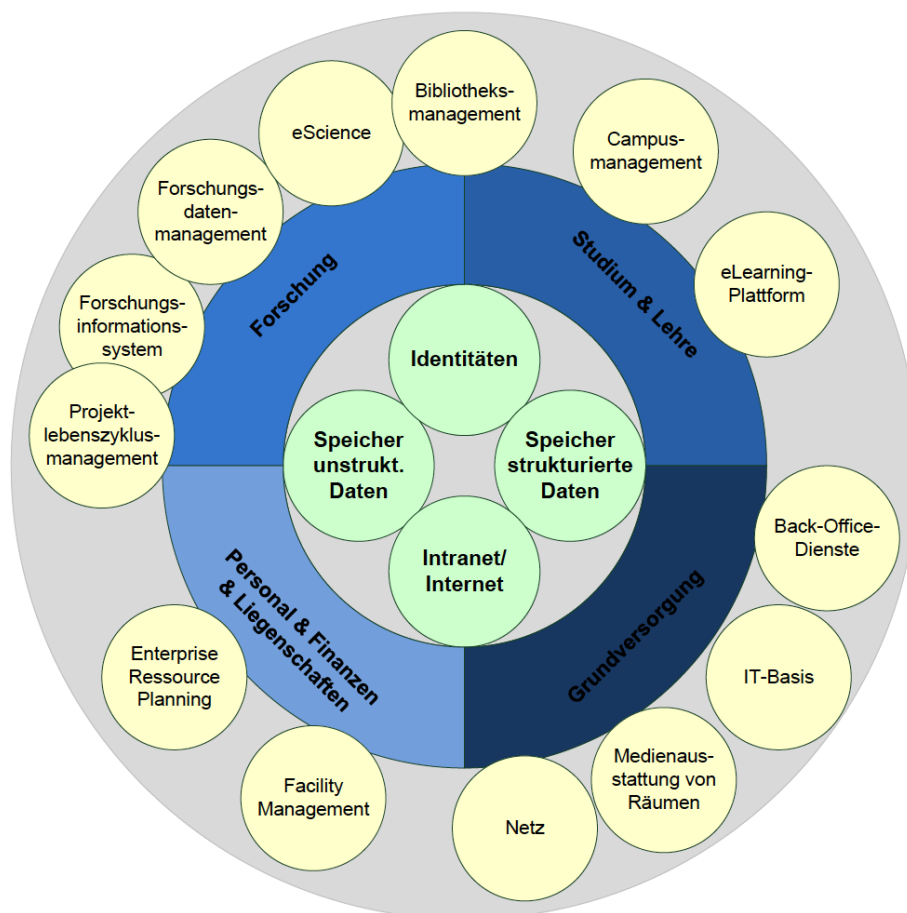 Bibliotheks-
management
eScience
Campus-
management
Forschungs-
daten-
management
eLearning-
Plattform
Forschung
Studium & Lehre
Forschungs-
informations-
system
Identitäten
Projekt-
lebenszyklus-
management
Speicher
unstrukt.
Daten
Speicher
strukturierte
Daten
Back-Office-
Dienste
Intranet/
Internet
Personal & Finanzen
& Liegenschaften
Grundversorgung
Enterprise
Ressource
Planning
IT-Basis
Facility
Management
Medienaus-
stattung von
Räumen
Netz